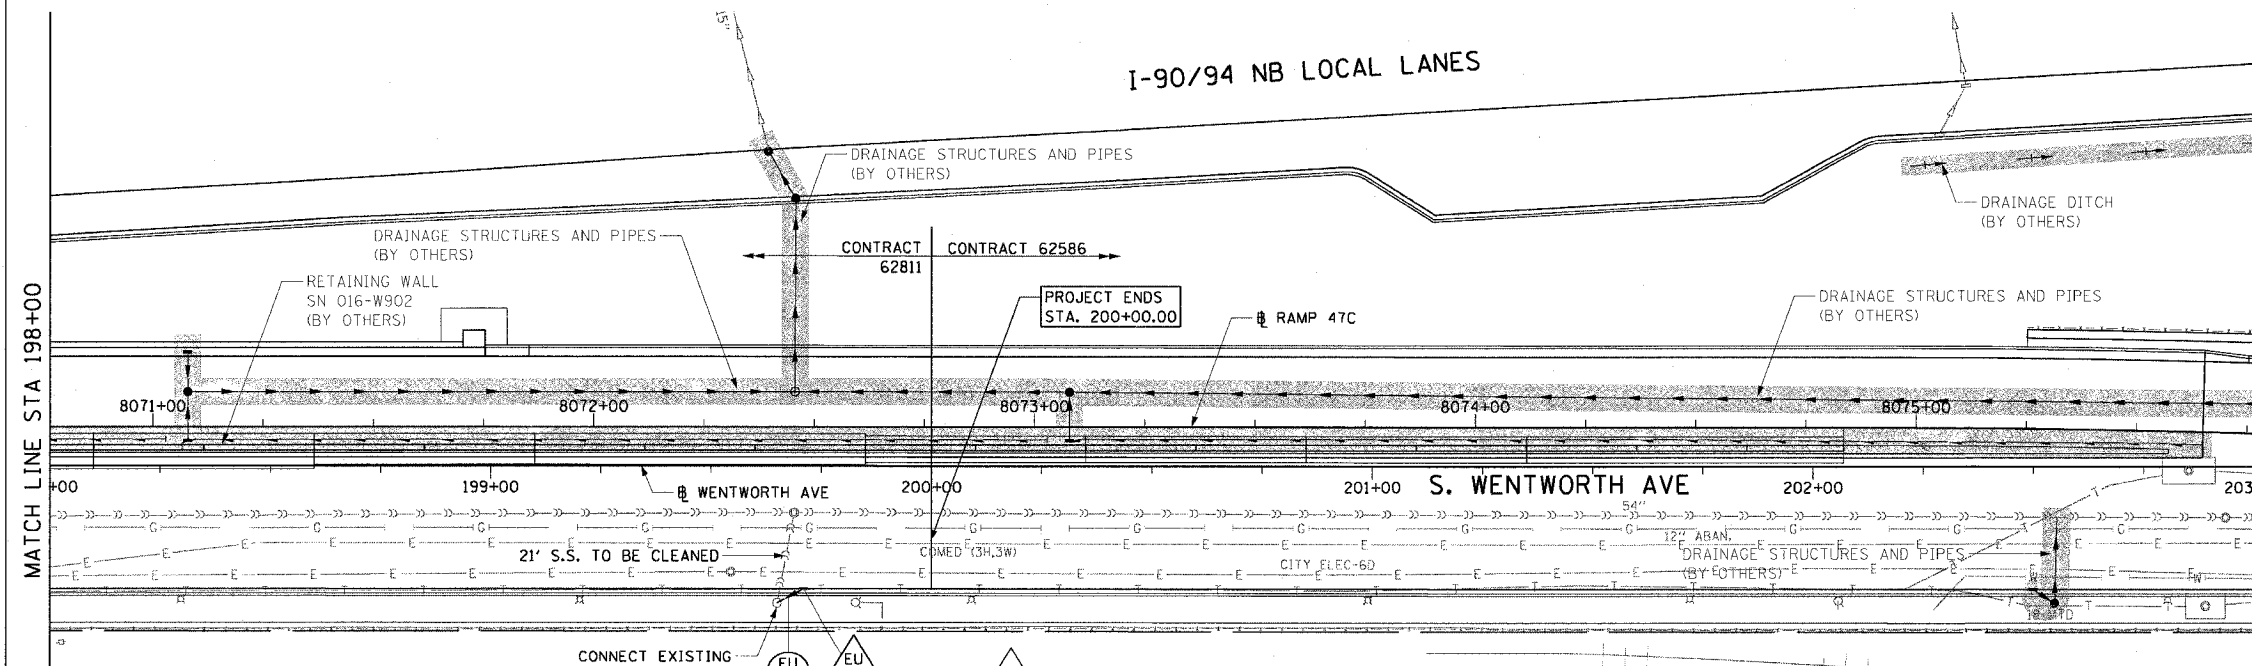 15"
I-90/94 NB LOCAL LANES
DRAINAGE STRUCTURES AND PIPES
(BY OTHERS)
DRAINAGE DITCH
(BY OTHERS)
DRAINAGE STRUCTURES AND PIPES
(BY OTHERS)
CONTRACT
62811
CONTRACT 62586
RETAINING WALL
SN 016-W902
(BY OTHERS)
PROJECT ENDS
STA. 200+00.00
RAMP 47C
DRAINAGE STRUCTURES AND PIPES
(BY OTHERS)
MATCH LINE STA 198+00
8071+00
8072+00
8073+00
8074+00
8075+00
+00
199+00
WENTWORTH AVE
200+00
201+00
S. WENTWORTH AVE
202+00
203
54"
G G G G G G G G G G G G
21' S.S. TO BE CLEANED
COMED (3H,3W)
12" ABAN.
DRAINAGE STRUCTURES AND PIPES
(BY OTHERS)
CITY ELEC-6D
CONNECT EXISTING
EU
EU